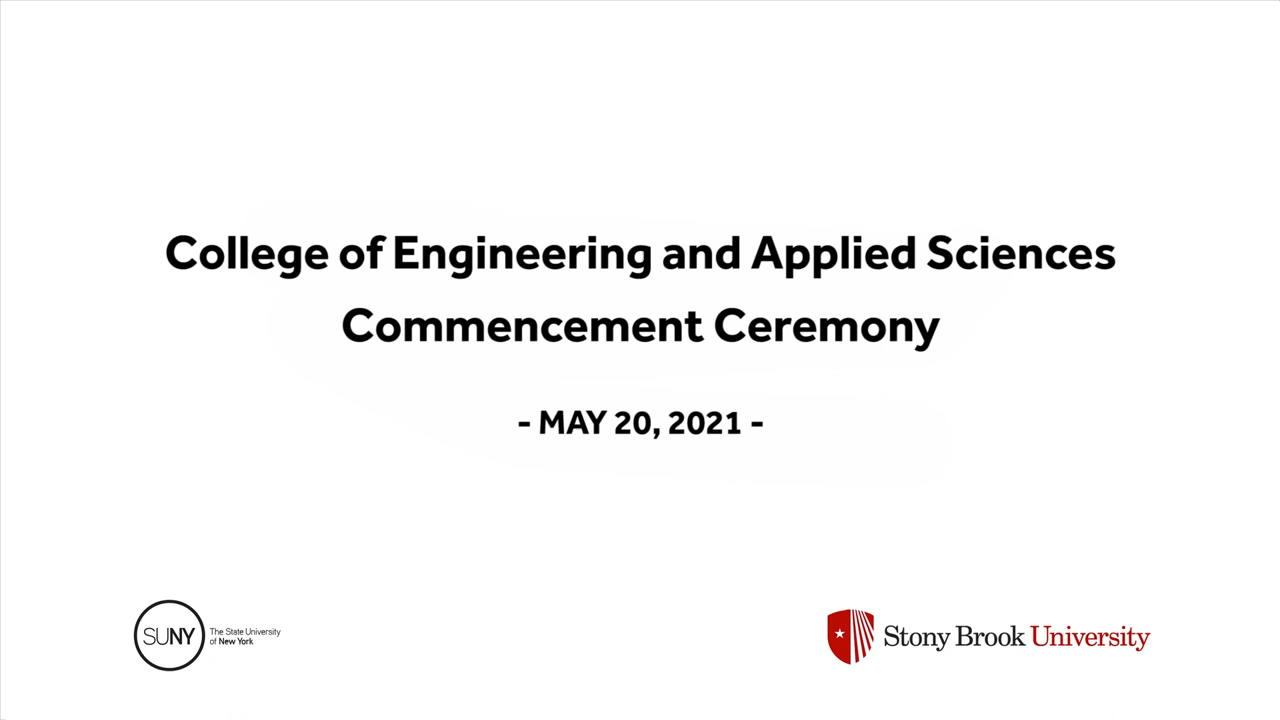 College of Engineering and Applied Sciences
Commencement Ceremony
- MAY 20, 2021 -
SUNY
The State University
of New York
Stony Brook University